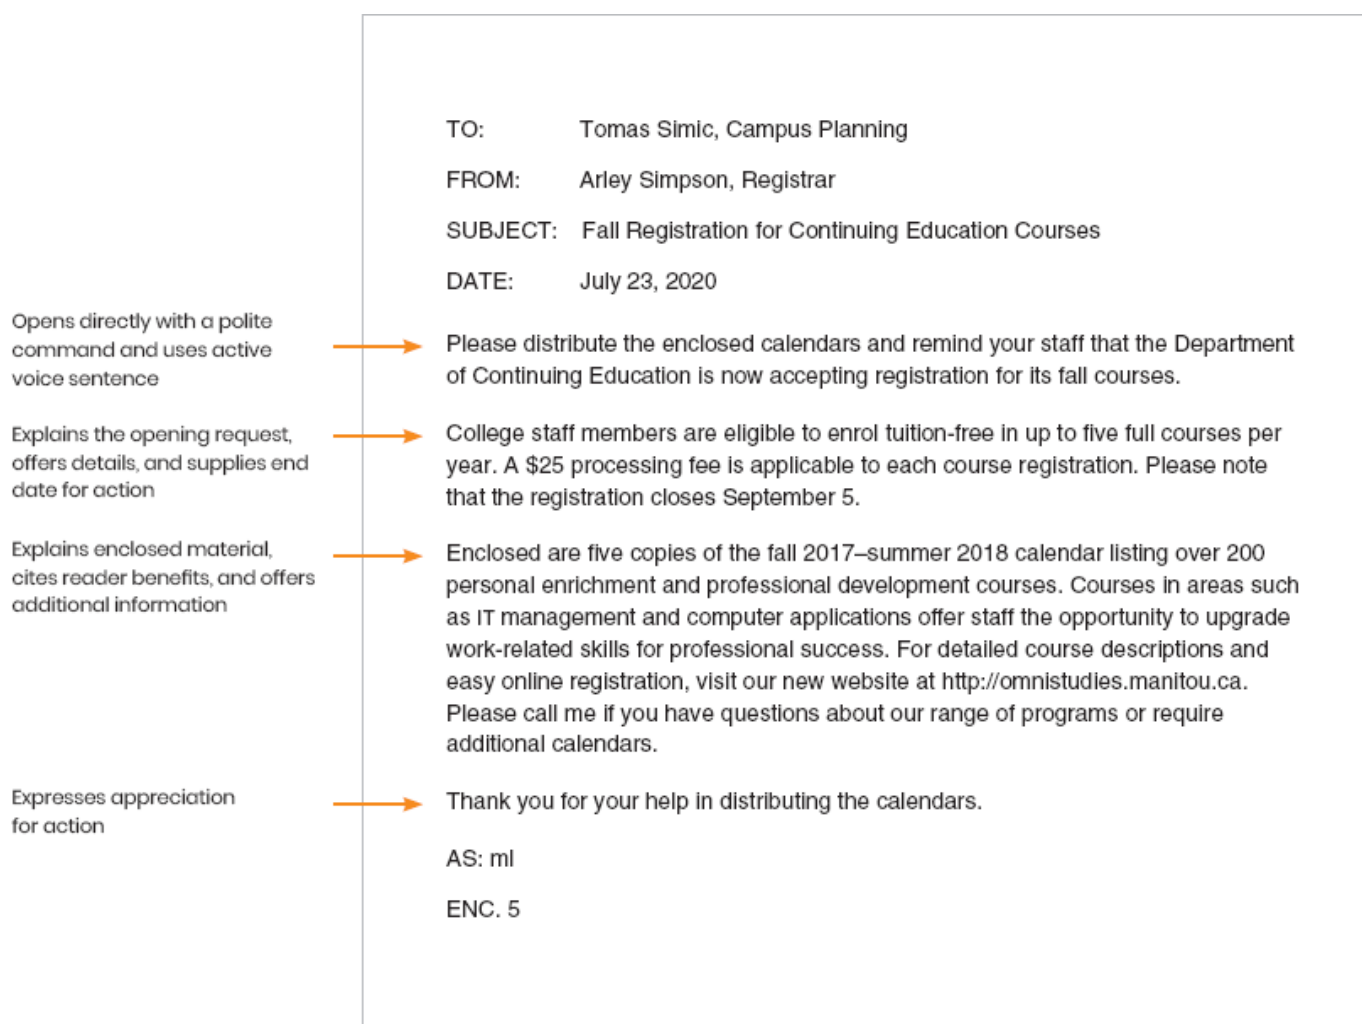 TO: Tomas Simic, Campus Planning
FROM: Arley Simpson, Registrar
SUBJECT: Fall Registration for Continuing Education Courses
DATE: July 23, 2020
Opens directly with a polite
command and uses active
voice sentence
Please distribute the enclosed calendars and remind your staff that the Department
of Continuing Education is now accepting registration for its fall courses.
Explains the opening request,
offers details, and supplies end
date for action
College staff members are eligible to enrol tuition-free in up to five full courses per
year. A $25 processing fee is applicable to each course registration. Please note
that the registration closes September 5.
Explains enclosed material,
cites reader benefits, and offers
additional information
Enclosed are five copies of the fall 2017–summer 2018 calendar listing over 200
personal enrichment and professional development courses. Courses in areas such
as IT management and computer applications offer staff the opportunity to upgrade
work-related skills for professional success. For detailed course descriptions and
easy online registration, visit our new website at http://omnistudies.manitou.ca.
Please call me if you have questions about our range of programs or require
additional calendars.
Expresses appreciation
for action
Thank you for your help in distributing the calendars.
AS: ml
ENC. 5